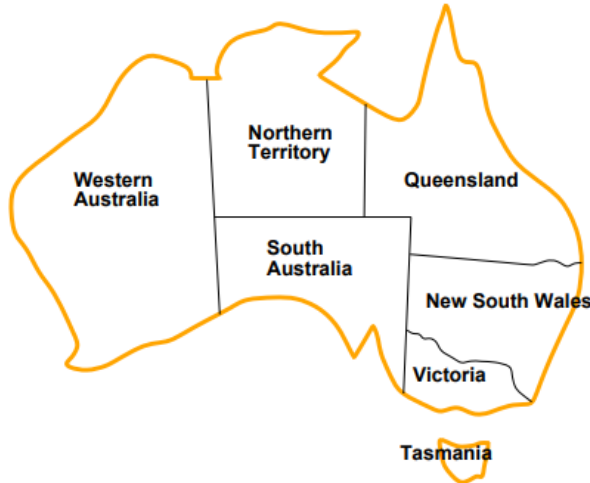 Northern
Territory
Western
Australia
Queensland
South
Australia
New South Wales
Victoria
Tasmania